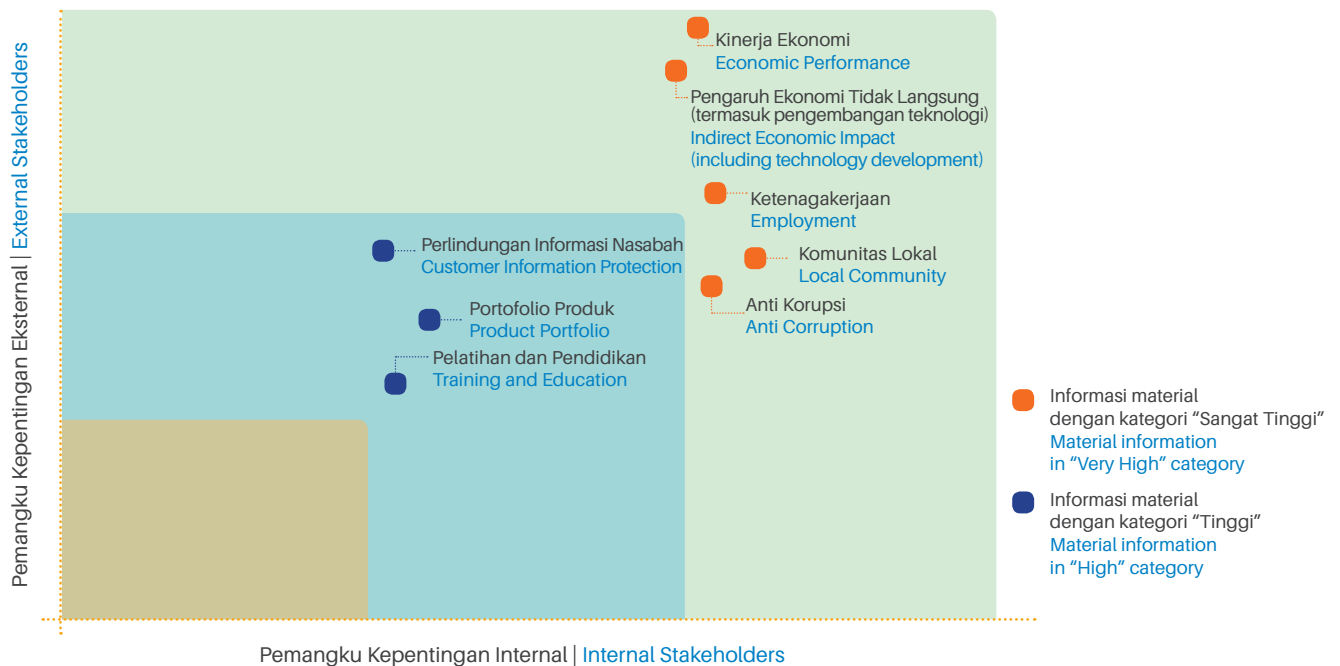 Pemangku Kepentingan Eksternal | External Stakeholders
Kinerja Ekonomi
Economic Performance
Pengaruh Ekonomi Tidak Langsung
(termasuk pengembangan teknologi)
Indirect Economic Impact
(including technology development)
Ketenagakerjaan
Employment
Perlindungan Informasi Nasabah
Customer Information Protection
Komunitas Lokal
Local Community
Portofolio Produk
Product Portfolio
Anti Korupsi
Anti Corruption
Pelatihan dan Pendidikan
Training and Education
Informasi material
dengan kategori “Sangat Tinggi”
Material information
in “Very High” category
Informasi material
dengan kategori “Tinggi”
Material information
in “High” category
Pemangku Kepentingan Internal | Internal Stakeholders